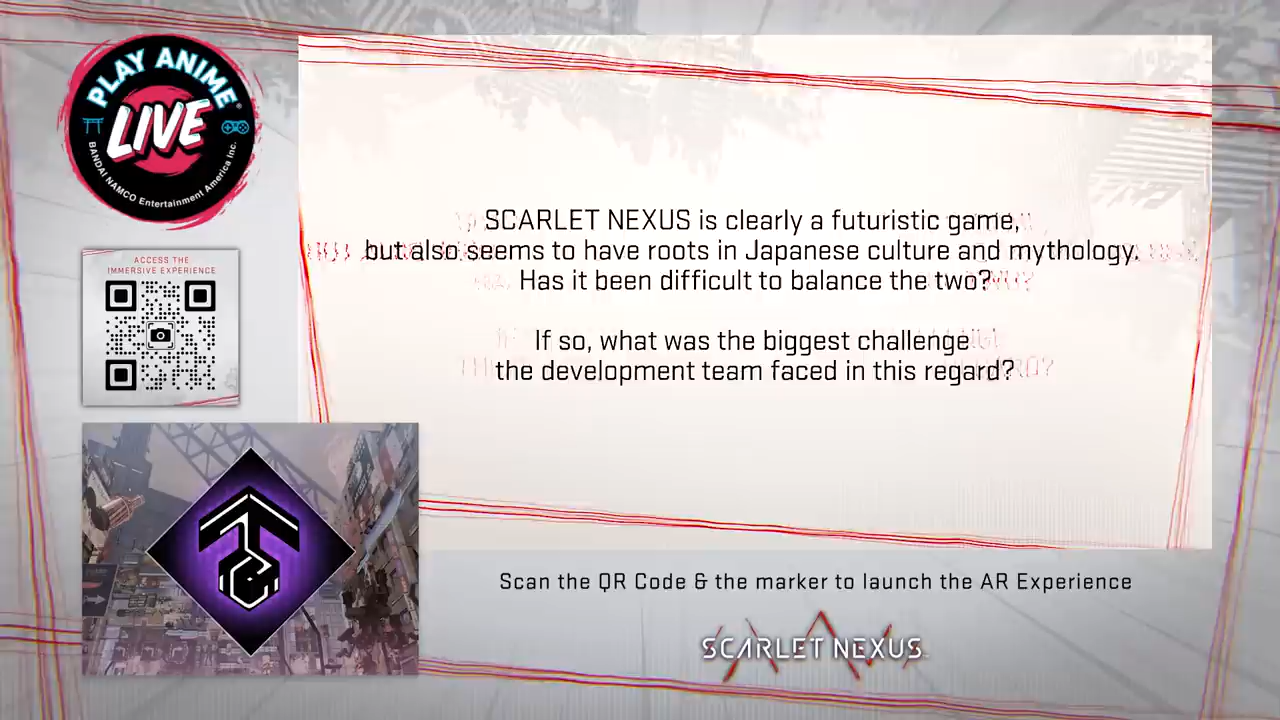 PLAY ANIME
LIVE
BANDAI NAMCO Entertainment America Inc.
ACCESS THE
IMMERSIVE EXPERIENCE
SCARLET NEXUS is clearly a futuristic game,
but also seems to have roots in Japanese culture and mythology.
Has it been difficult to balance the two?
If so, what was the biggest challenge
the development team faced in this regard?
Scan the QR Code & the marker to launch the AR Experience
SCARLET NEXUS